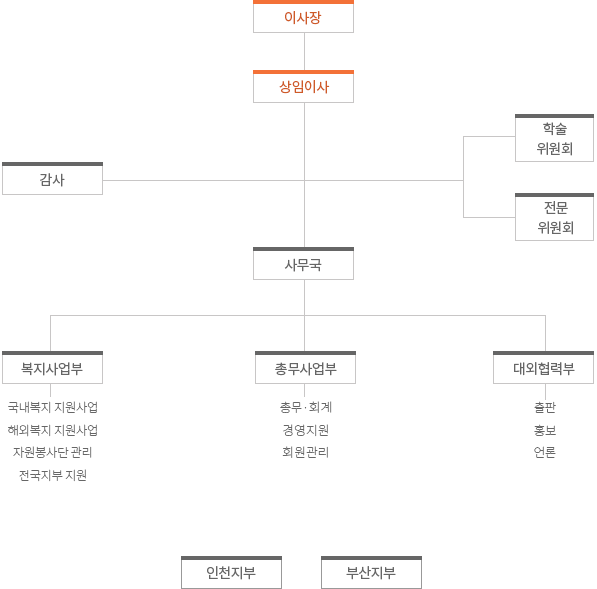 이사장
상임이사
학술
위원회
감사
전문
위원회
사무국
복지사업부
국내복지 지원사업
해외복지 지원사업
자원봉사단 관리
전국지부 지원
총무사업부
총무·회계
경영지원
회원관리
대외협력부
출판
홍보
언론
인천지부
부산지부